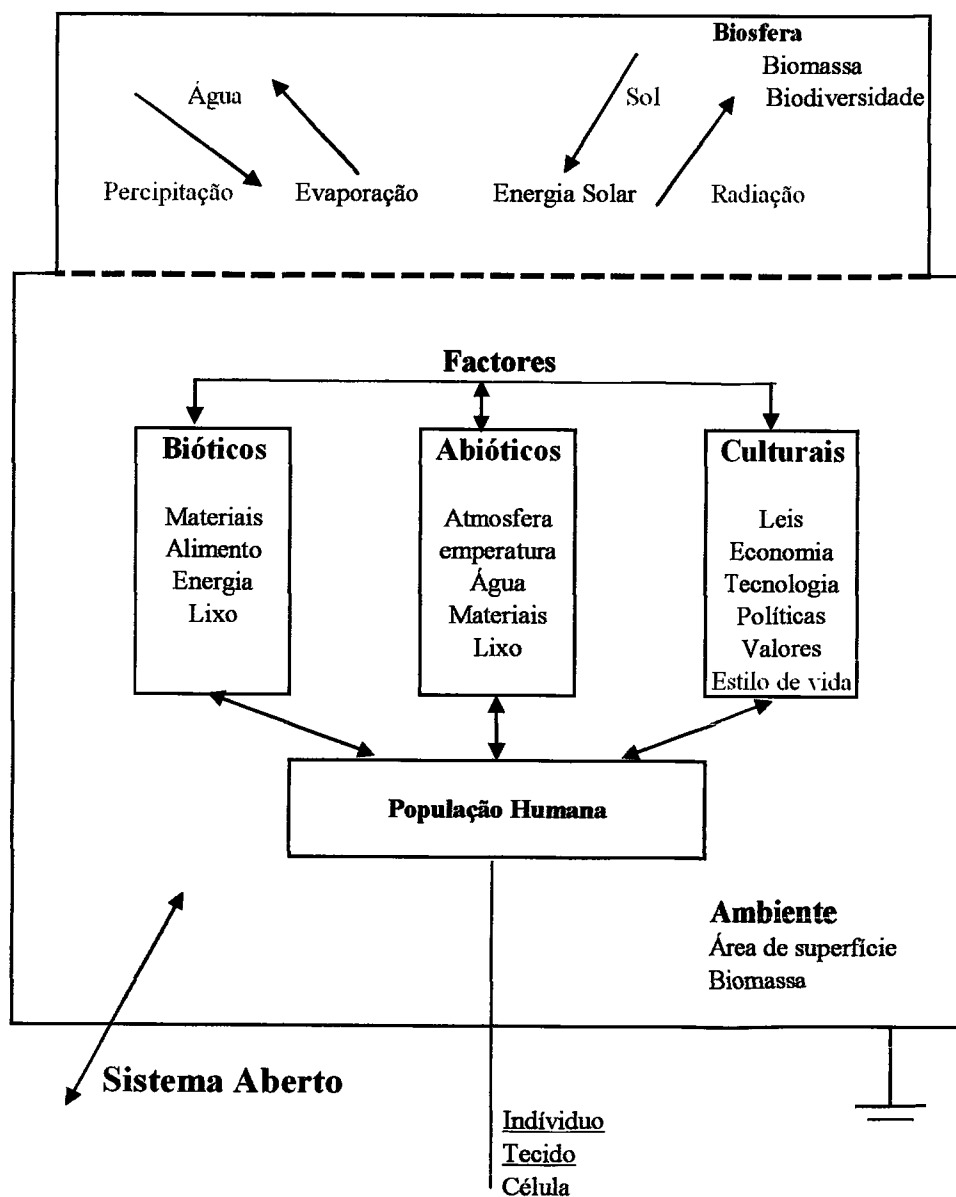 Biosfera
Biomassa
Água
Sol
Biodiversidade
Percipitação
Evaporação
Energia Solar
Radiação
Factores
Bióticos
Materiais
Alimento
Energia
Lixo
Abióticos
Atmosfera
emperatura
Água
Materiais
Lixo
Culturais
Leis
Economia
Tecnologia
Políticas
Valores
Estilo de vida
População Humana
Ambiente
Área de superfície
Biomassa
Sistema Aberto
Indíviduo
Tecido
Célula